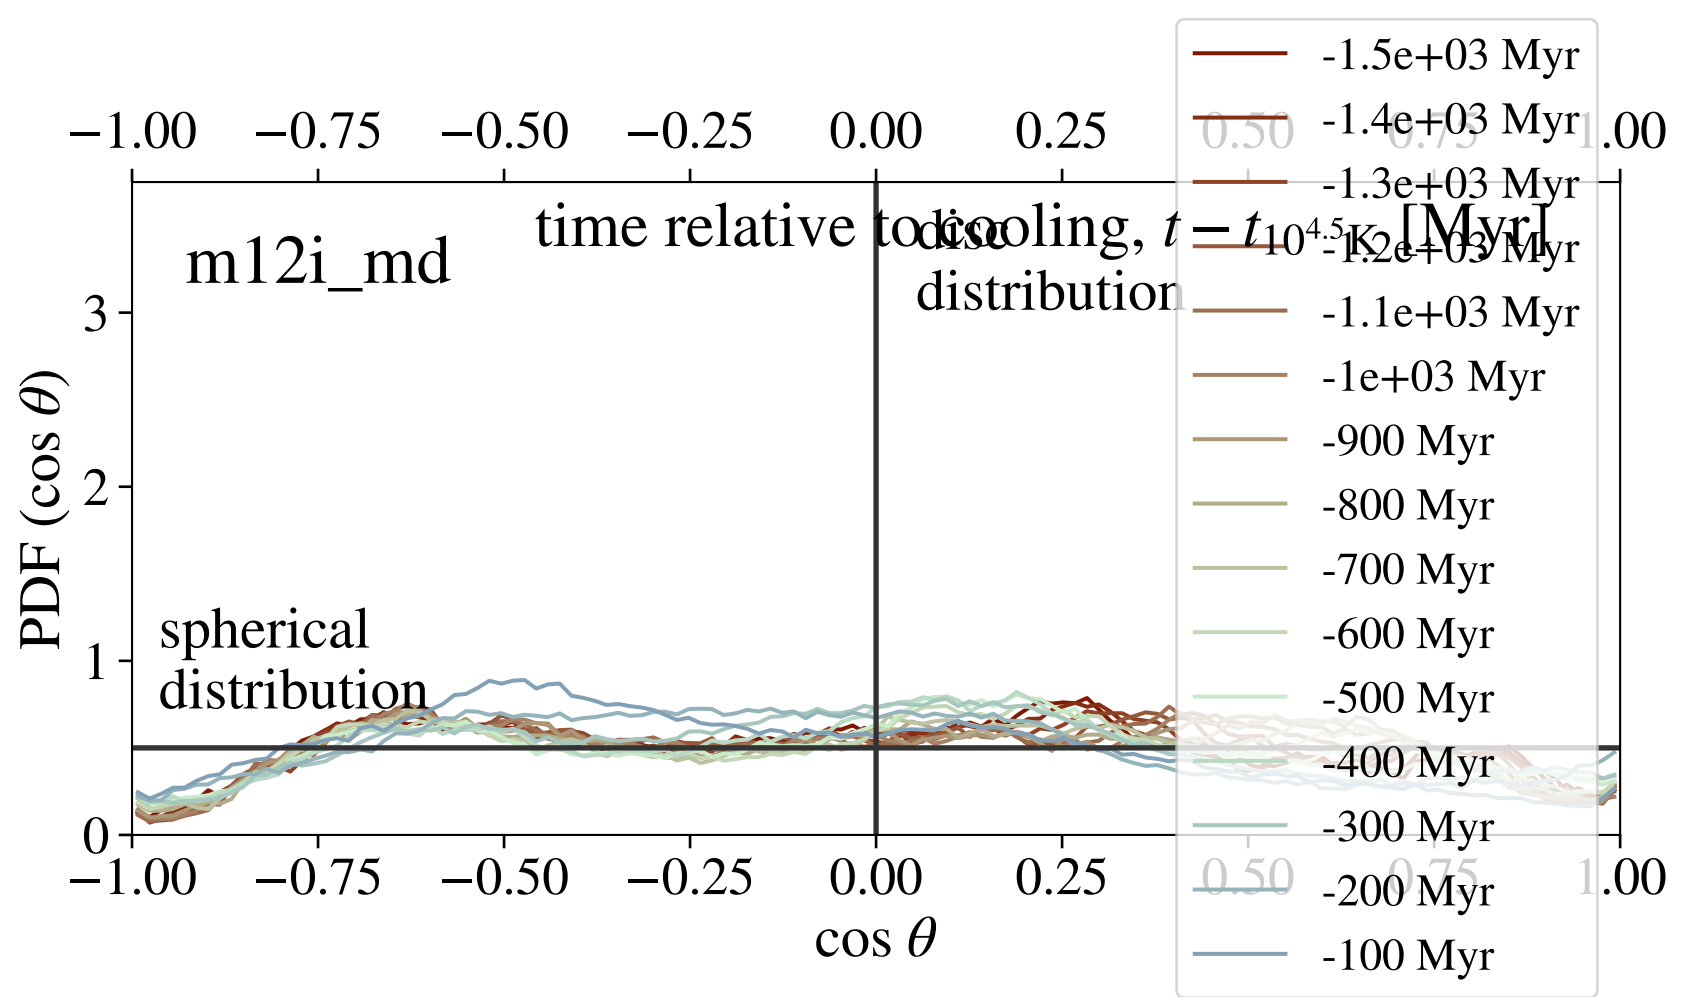 −1.00 −0.75 −0.50 −0.25 0.00 0.25 0.50 0.75 1.00
time relative to cooling, t − t10^4.5 K [Myr]
m12i_md
disc
distribution
3
2
1
0
PDF (cos θ)
spherical
distribution
-1.5e+03 Myr
-1.4e+03 Myr
-1.3e+03 Myr
-1.2e+03 Myr
-1.1e+03 Myr
-1e+03 Myr
-900 Myr
-800 Myr
-700 Myr
-600 Myr
-500 Myr
-400 Myr
-300 Myr
-200 Myr
-100 Myr
−1.00 −0.75 −0.50 −0.25 0.00 0.25 0.50 0.75 1.00
cos θ